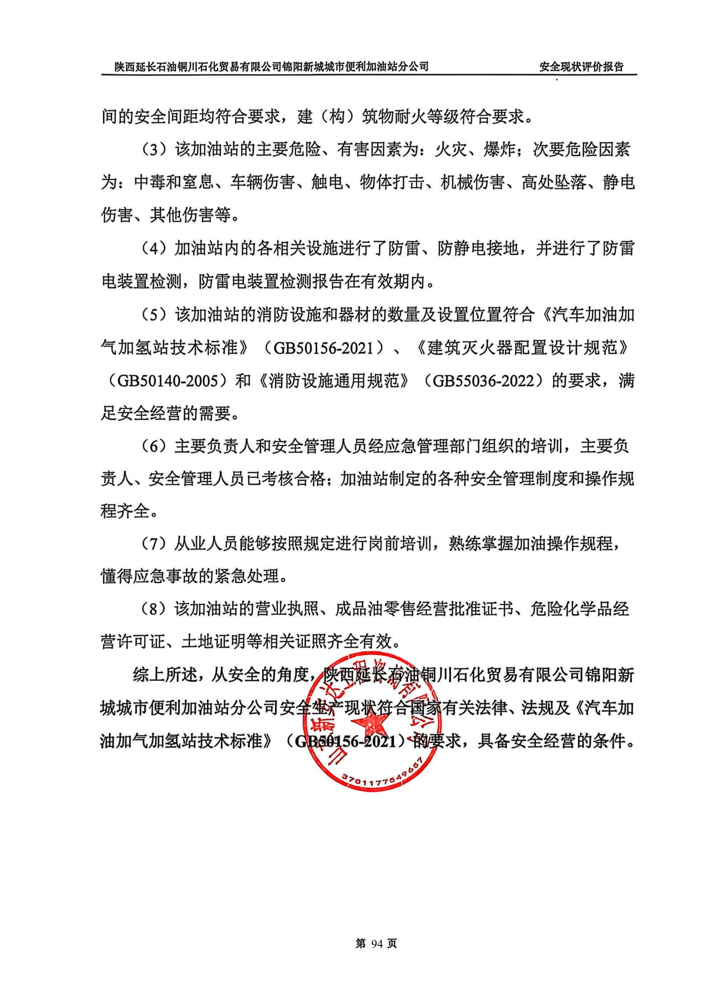 陕西延长石油铜川石化贸易有限公司锦阳新城城市便利加油站分公司 安全现状评价报告
间的安全间距均符合要求，建（构）筑物耐火等级符合要求。
（3）该加油站的主要危险、有害因素为：火灾、爆炸；次要危险因素
为：中毒和窒息、车辆伤害、触电、物体打击、机械伤害、高处坠落、静电
伤害、其他伤害等。
（4）加油站内的各相关设施进行了防雷、防静电接地，并进行了防雷
电装置检测，防雷电装置检测报告在有效期内。
（5）该加油站的消防设施和器材的数量及设置位置符合《汽车加油加
气加氢站技术标准》（GB50156-2021）、《建筑灭火器配置设计规范》
（GB50140-2005）和《消防设施通用规范》（GB55036-2022）的要求，满
足安全经营的需要。
（6）主要负责人和安全管理人员经应急管理部门组织的培训，主要负
责人、安全管理人员已考核合格；加油站制定的各种安全管理制度和操作规
程齐全。
（7）从业人员能够按照规定进行岗前培训，熟练掌握加油操作规程，
懂得应急事故的紧急处理。
（8）该加油站的营业执照、成品油零售经营批准证书、危险化学品经
营许可证、土地证明等相关证照齐全有效。
综上所述，从安全的角度，陕西延长石油铜川石化贸易有限公司锦阳新
城城市便利加油站分公司安全生产现状符合国家有关法律、法规及《汽车加
油加气加氢站技术标准》（GB50156-2021）的要求，具备安全经营的条件。
3701177549657
第 94 页